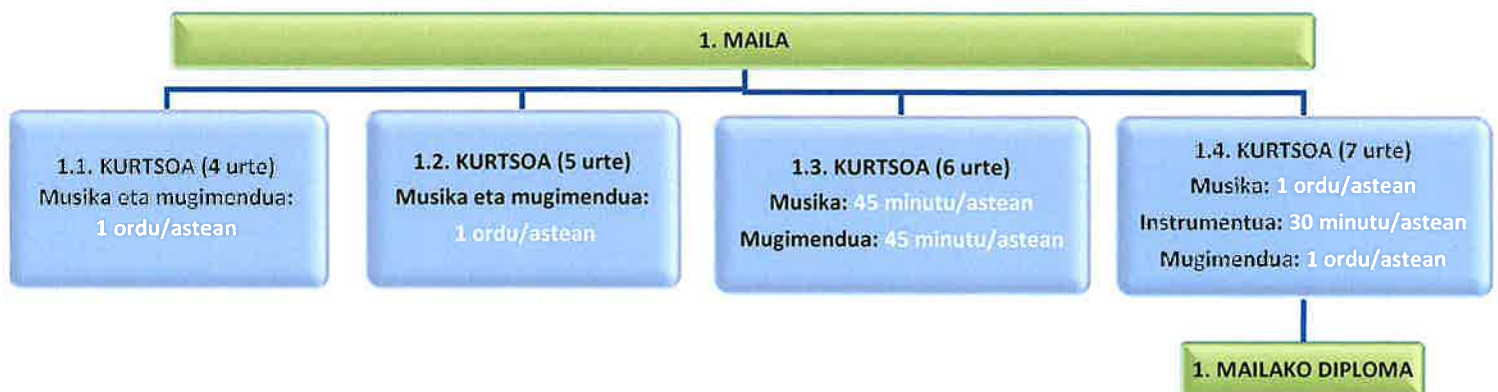 1. MAILA
1.1. KURTSOA (4 urte)
Musika eta mugimendua:
1 ordu/astean
1.2. KURTSOA (5 urte)
Musika eta mugimendua:
1 ordu/astean
1.3. KURTSOA (6 urte)
Musika: 45 minutu/astean
Mugimendua: 45 minutu/astean
1.4. KURTSOA (7 urte)
Musika: 1 ordu/astean
Instrumentua: 30 minutu/astean
Mugimendua: 1 ordu/astean
1. MAILAKO DIPLOMA